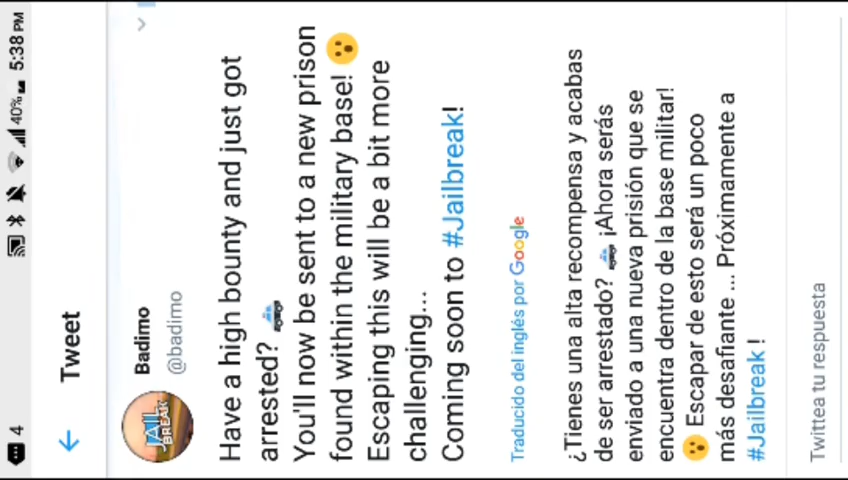 4
40%
5:38 PM
Tweet
JAIL
BREAK
Badimo
@badimo
Have a high bounty and just got
arrested? 🚓
You'll now be sent to a new prison
found within the military base! 😮
Escaping this will be a bit more
challenging...
Coming soon to #Jailbreak!
Traducido del inglés por Google
¿Tienes una alta recompensa y acabas
de ser arrestado? 🚓 ¡Ahora serás
enviado a una nueva prisión que se
encuentra dentro de la base militar!
😮 Escapar de esto será un poco
más desafiante ... Próximamente a
#Jailbreak !
Twittea tu respuesta